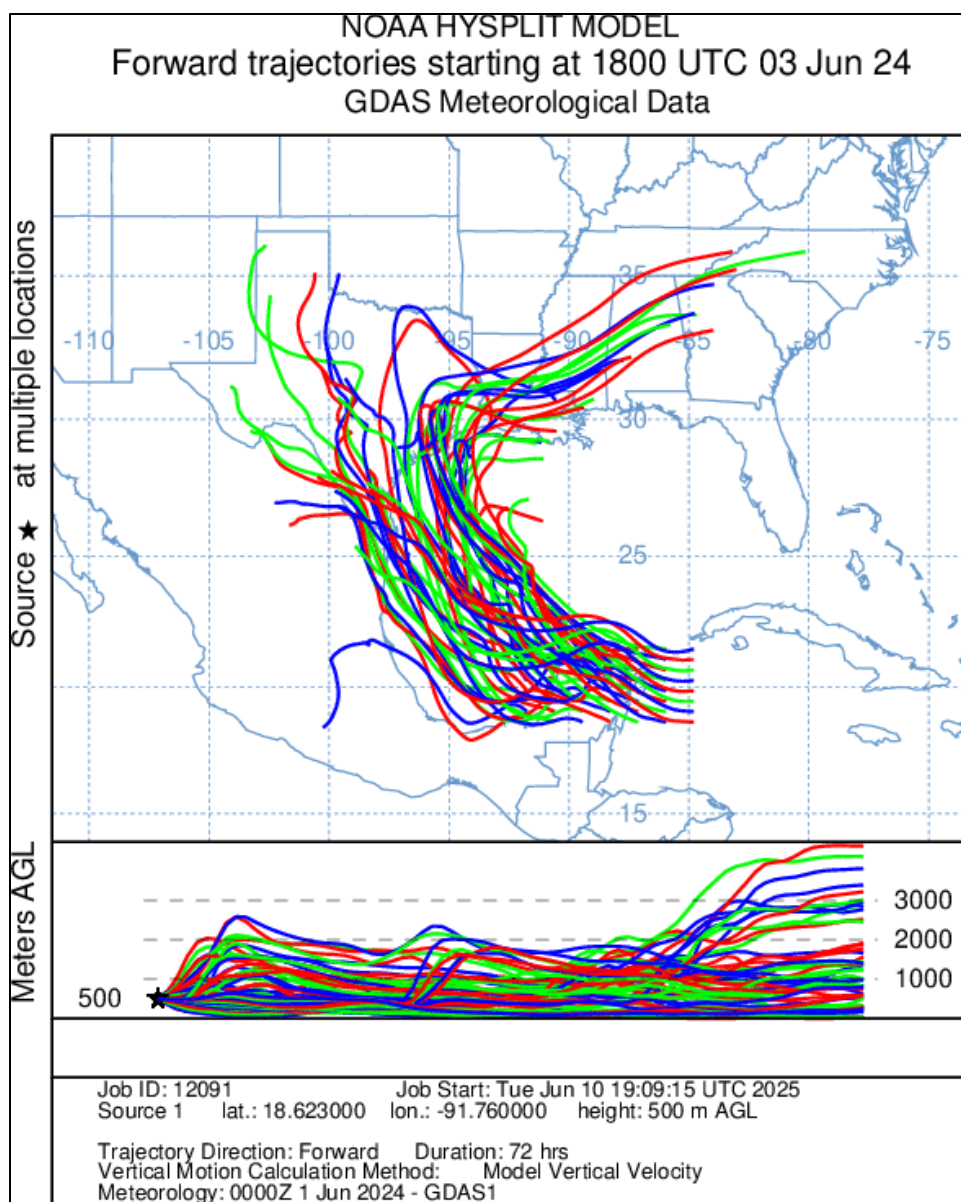 NOAA HYSPLIT MODEL
Forward trajectories starting at 1800 UTC 03 Jun 24
GDAS Meteorological Data
Source ★ at multiple locations
35
-110 -105 -100 -95 -90 -85 -80 -75
30
25
15
Meters AGL
3000
2000
1000
500
Job ID: 12091 Job Start: Tue Jun 10 19:09:15 UTC 2025
Source 1 lat.: 18.623000 lon.: -91.760000 height: 500 m AGL
Trajectory Direction: Forward Duration: 72 hrs
Vertical Motion Calculation Method: Model Vertical Velocity
Meteorology: 0000Z 1 Jun 2024 - GDAS1